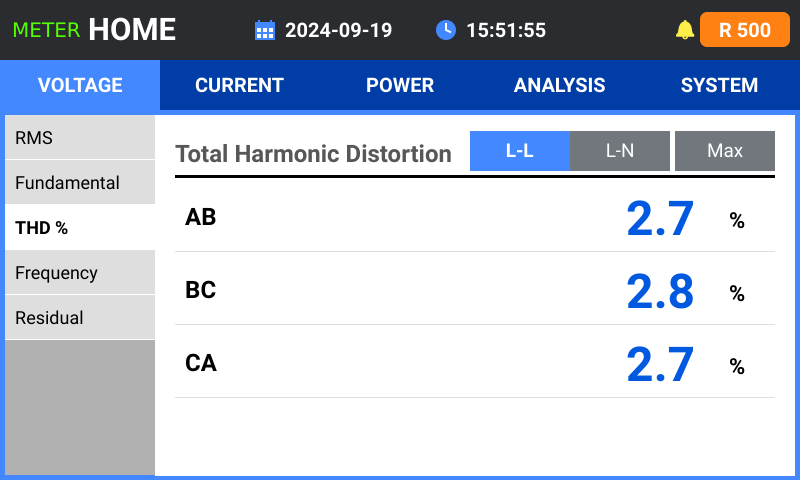 METER HOME 2024-09-19 15:51:55 R 500
VOLTAGE CURRENT POWER ANALYSIS SYSTEM
RMS
Fundamental
THD %
Frequency
Residual
Total Harmonic Distortion L-L L-N Max
AB 2.7 %
BC 2.8 %
CA 2.7 %